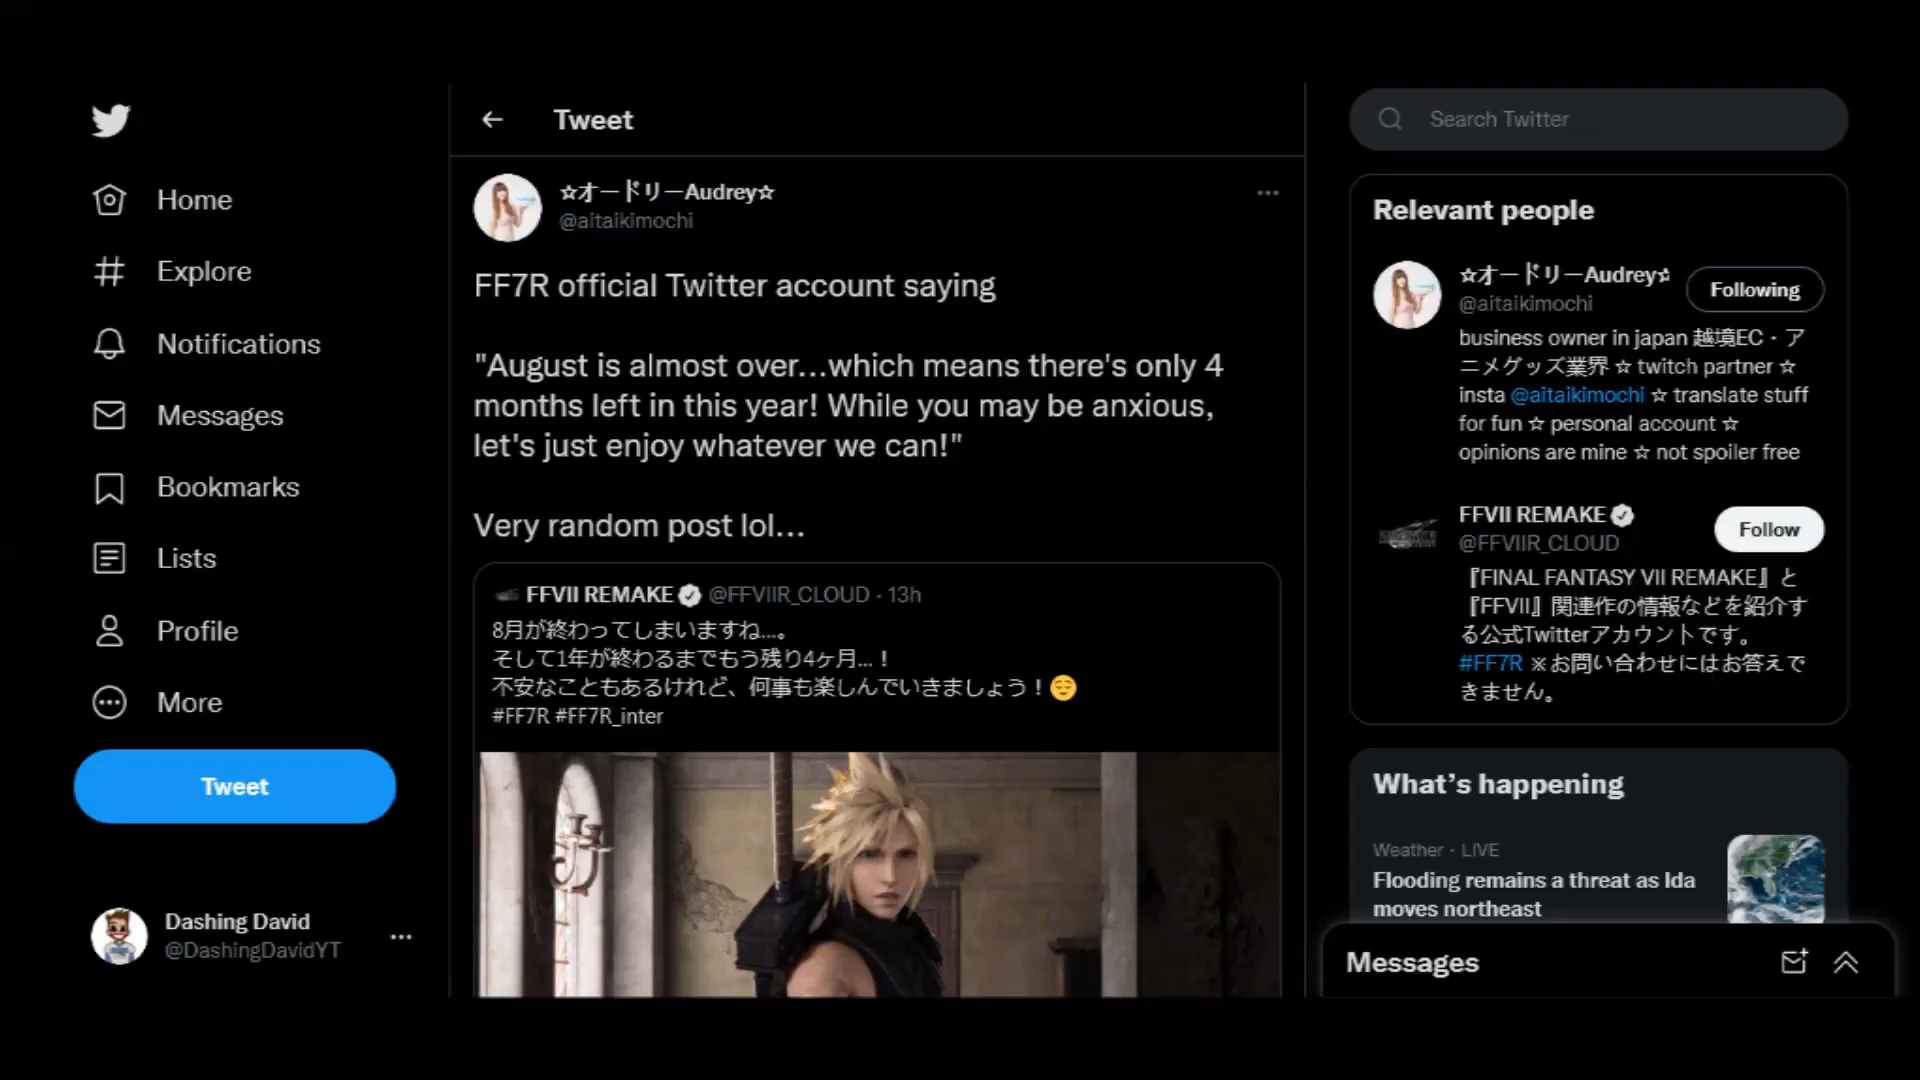 Home
Explore
Notifications
Messages
Bookmarks
Lists
Profile
More
Tweet
Dashing David
@DashingDavidYT
Tweet
☆オードリーAudrey☆
@aitaikimochi
FF7R official Twitter account saying
"August is almost over...which means there's only 4
months left in this year! While you may be anxious,
let's just enjoy whatever we can!"
Very random post lol...
FFVII REMAKE @FFVIIR_CLOUD · 13h
8月が終わってしまいますね...。
そして1年が終わるまでもう残り4ヶ月...！
不安なこともあるけれど、何事も楽しんでいきましょう！😌
#FF7R #FF7R_inter
Search Twitter
Relevant people
☆オードリーAudrey☆
@aitaikimochi
Following
business owner in japan 越境EC・ア
ニメグッズ業界 ☆ twitch partner ☆
insta @aitaikimochi ☆ translate stuff
for fun ☆ personal account ☆
opinions are mine ☆ not spoiler free
FFVII REMAKE
@FFVIIR_CLOUD
Follow
『FINAL FANTASY VII REMAKE』と
『FFVII』関連作の情報などを紹介す
る公式Twitterアカウントです。
#FF7R ※お問い合わせにはお答えで
きません。
What's happening
Weather · LIVE
Flooding remains a threat as Ida
moves northeast
Messages